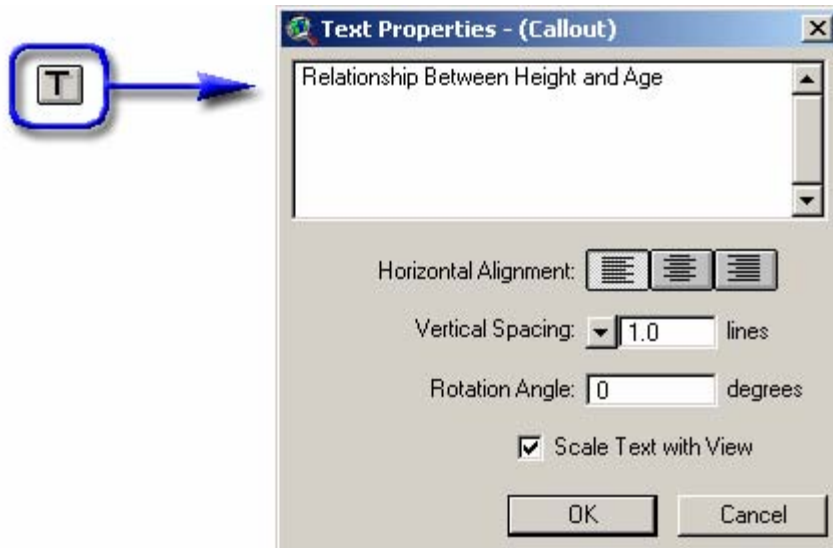 T
Text Properties - (Callout)
Relationship Between Height and Age
Horizontal Alignment:
Vertical Spacing: 1.0 lines
Rotation Angle: 0 degrees
Scale Text with View
OK Cancel